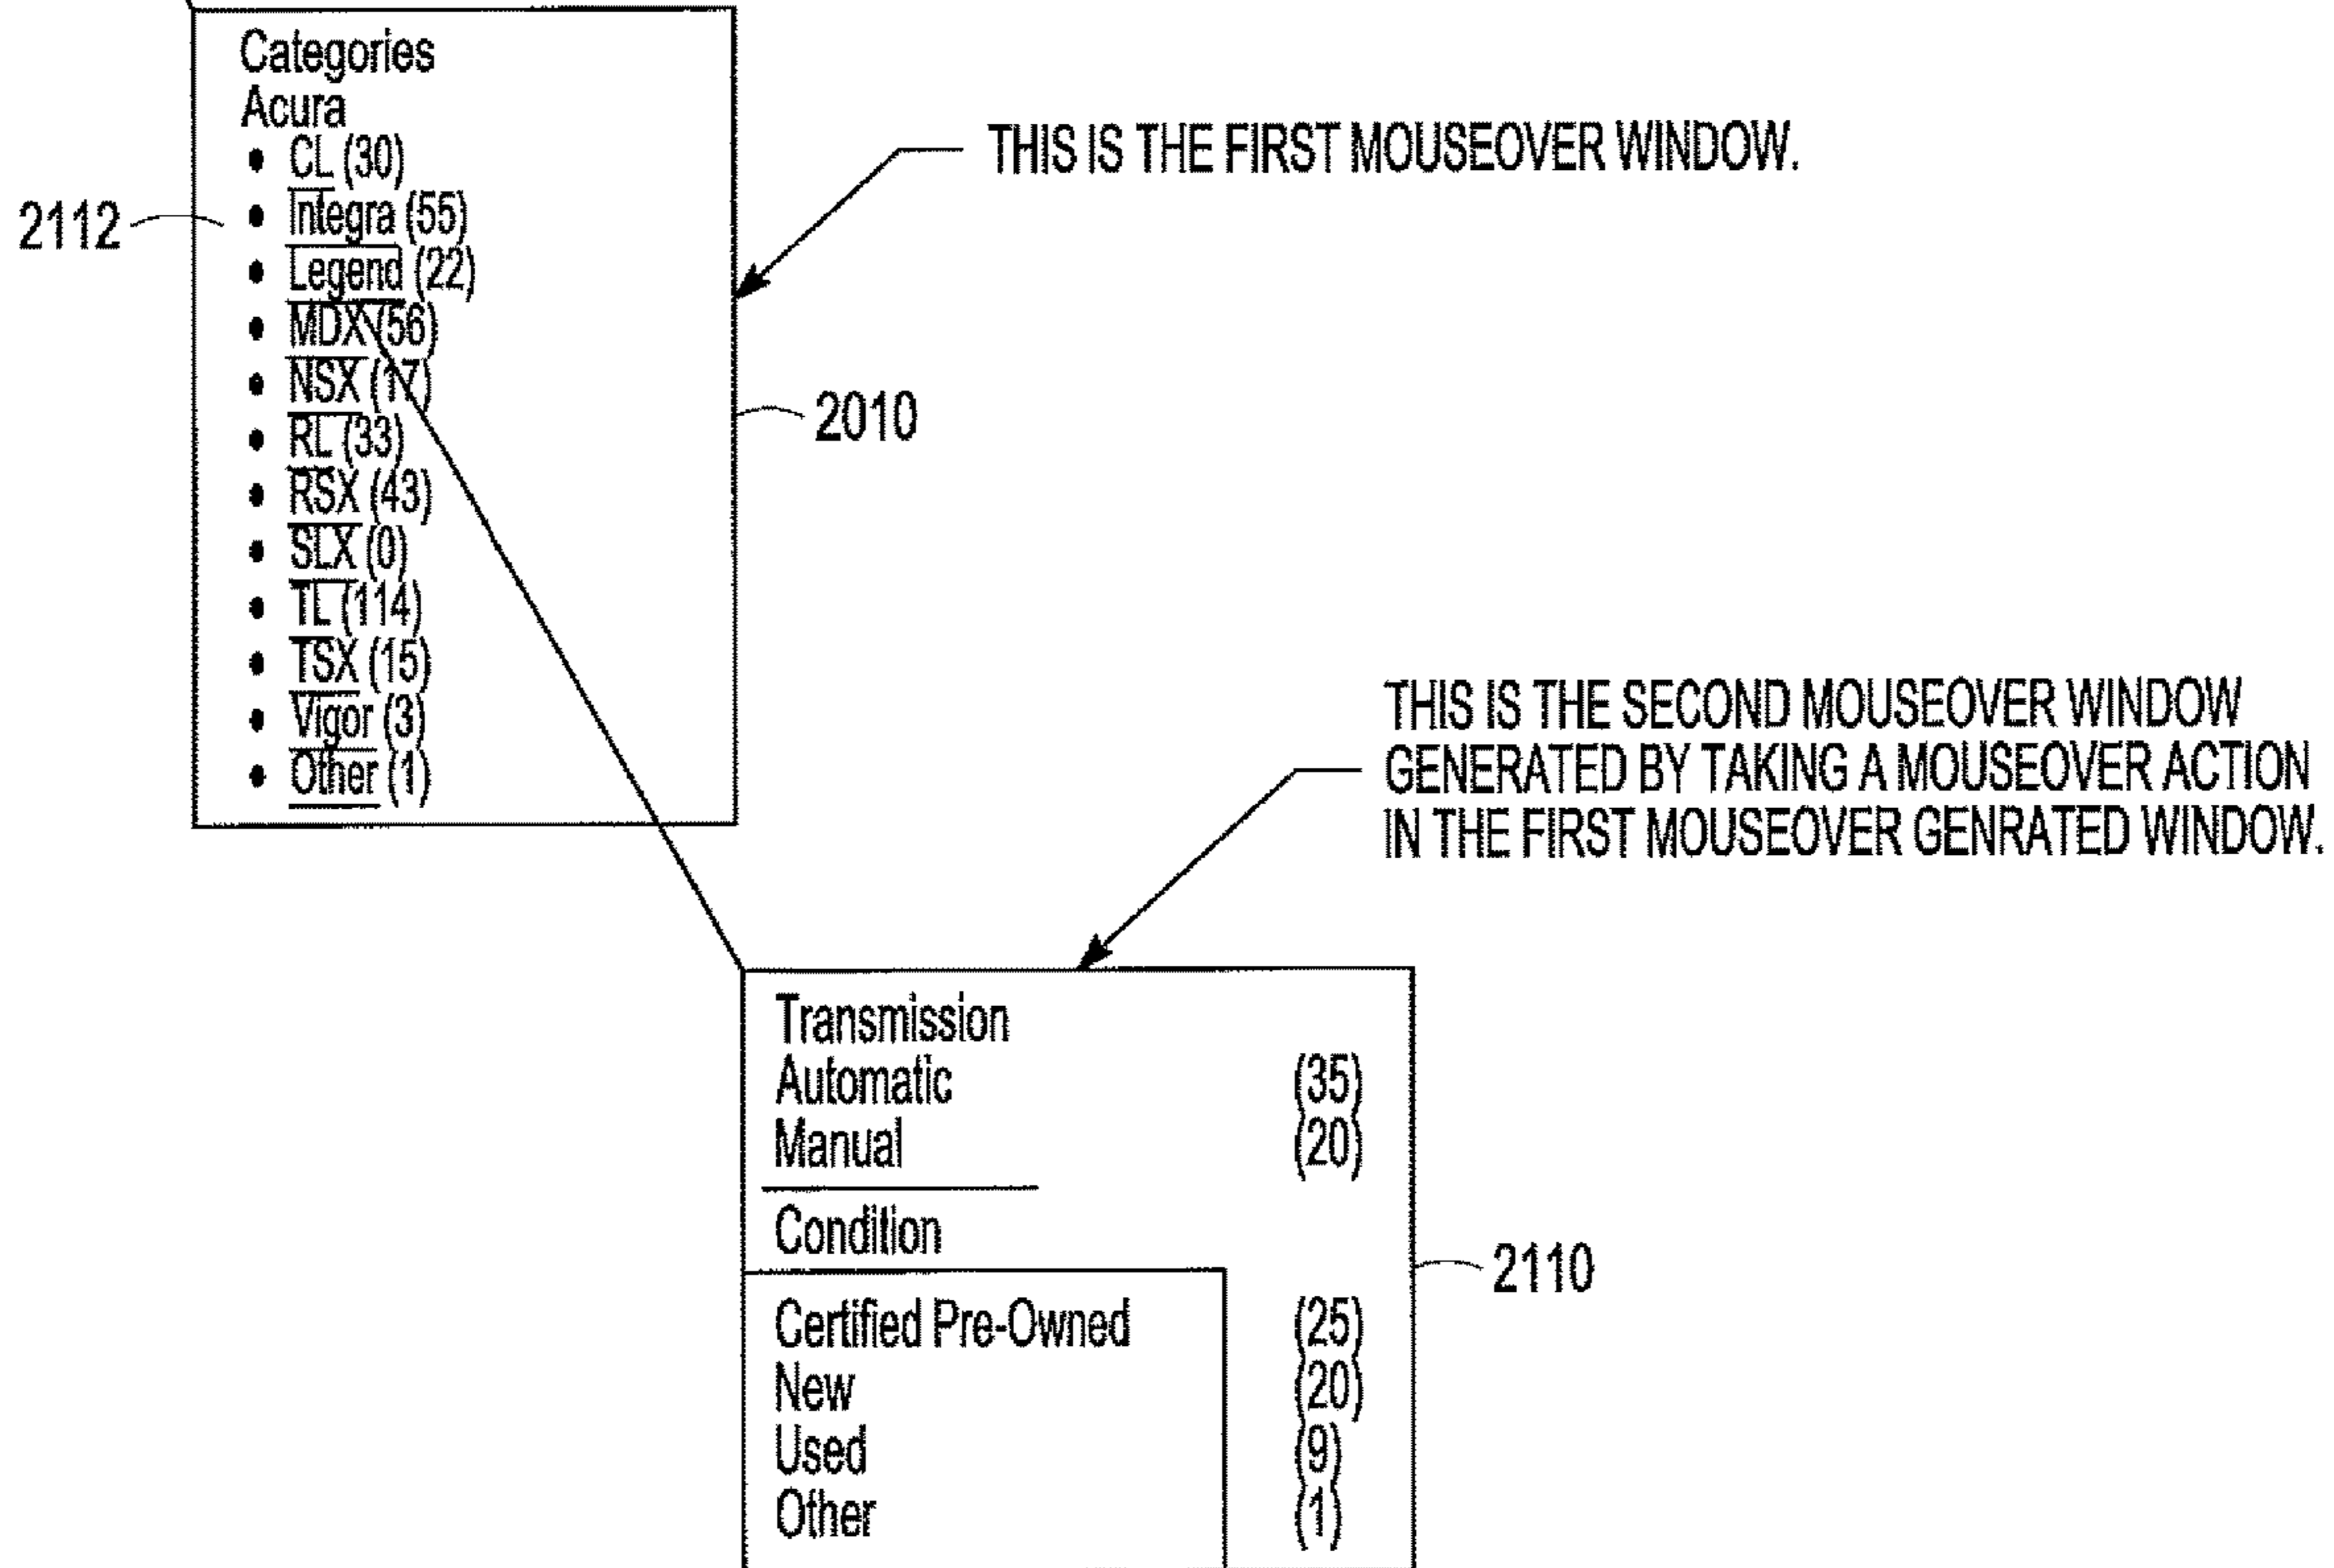 Categories
Acura
• CL (30)
• Integra (55)
• Legend (22)
• MDX (56)
• NSX (17)
• RL (33)
• RSX (43)
• SLX (0)
• TL (114)
• TSX (15)
• Vigor (3)
• Other (1)
2112
THIS IS THE FIRST MOUSEOVER WINDOW.
2010
THIS IS THE SECOND MOUSEOVER WINDOW
GENERATED BY TAKING A MOUSEOVER ACTION
IN THE FIRST MOUSEOVER GENRATED WINDOW.
Transmission
Automatic (35)
Manual (20)
Condition
Certified Pre-Owned (25)
New (20)
Used (9)
Other (1)
2110